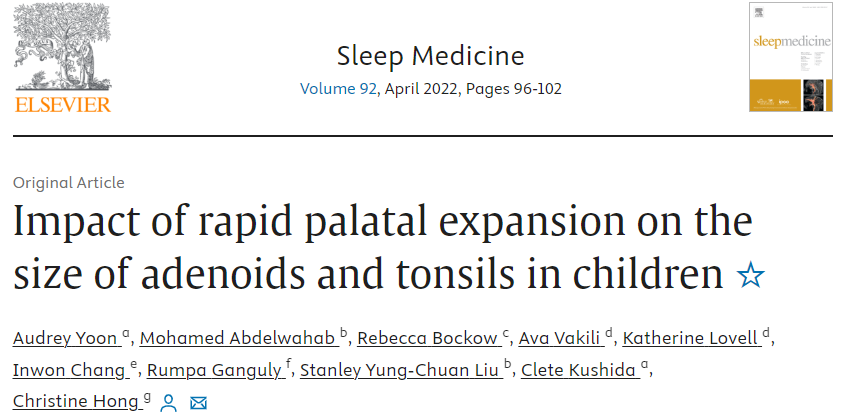 ELSEVIER
Sleep Medicine
Volume 92, April 2022, Pages 96-102
sleepmedicine
Original Article
Impact of rapid palatal expansion on the
size of adenoids and tonsils in children ☆
Audrey Yoon a, Mohamed Abdelwahab b, Rebecca Bockow c, Ava Vakili d, Katherine Lovell d,
Inwon Chang e, Rumpa Ganguly f, Stanley Yung-Chuan Liu b, Clete Kushida a,
Christine Hong g